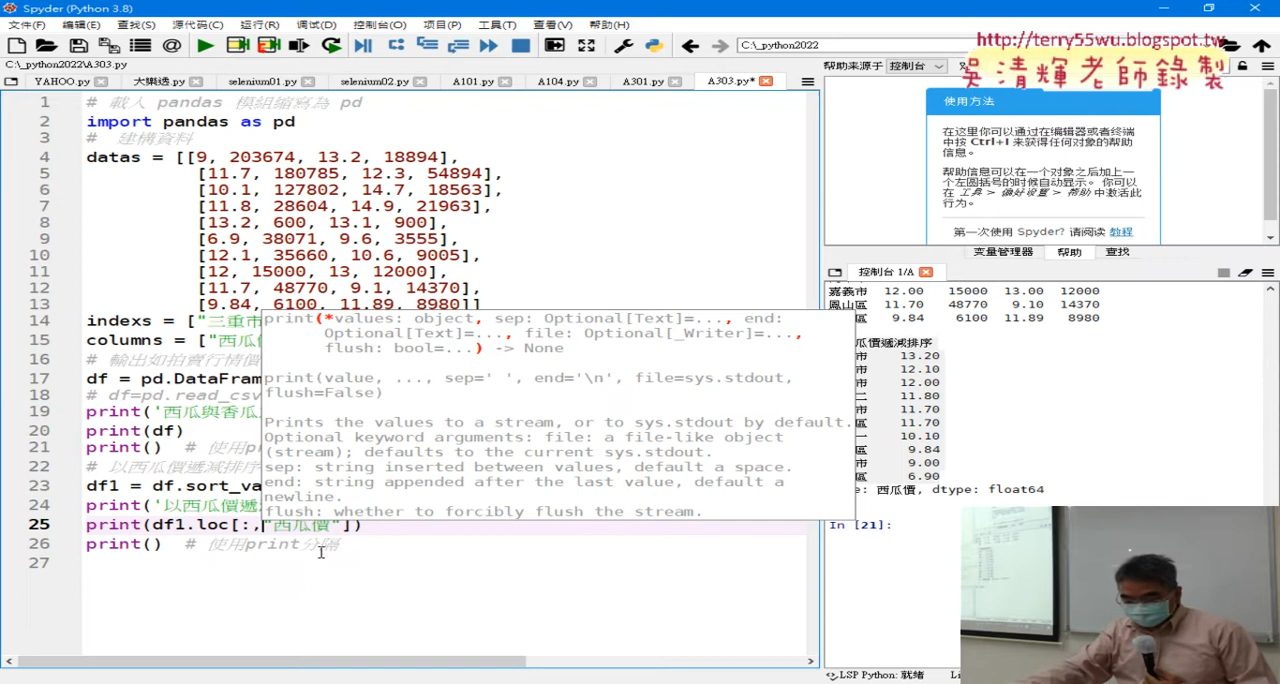 Spyder (Python 3.8)
文件(F) 编辑(E) 查找(S) 源代码(C) 运行(R) 调试(D) 控制台(O) 项目(P) 工具(T) 查看(V) 帮助(H)
C:\_python2022
http://terry55wu.blogspot.tw
吳清輝老師錄製
C:\_python2022\A303.py
帮助来源于 控制台
YAHOO.py 大樂透.py selenium01.py selenium02.py A101.py A104.py A301.py A303.py*
1 # 載入 pandas 模組縮寫為 pd
2 import pandas as pd
3 # 建構資料
4 datas = [[9, 203674, 13.2, 18894],
5 [11.7, 180785, 12.3, 54894],
6 [10.1, 127802, 14.7, 18563],
7 [11.8, 28604, 14.9, 21963],
8 [13.2, 600, 13.1, 900],
9 [6.9, 38071, 9.6, 3555],
10 [12.1, 35660, 10.6, 9005],
11 [12, 15000, 13, 12000],
12 [11.7, 48770, 9.1, 14370],
13 [9.84, 6100, 11.89, 8980]]
14 indexs = ["三重市
15 columns = ["西瓜
16 # 輸出如拍賣行情價
17 df = pd.DataFram
18 # df=pd.read_csv
19 print('西瓜與香瓜
20 print(df)
21 print() # 使用p
22 # 以西瓜價遞減排序
23 df1 = df.sort_va
24 print('以西瓜價遞
25 print(df1.loc[:,"西瓜價"])
26 print() # 使用print分隔
27
print(*values: object, sep: Optional[Text]=..., end:
Optional[Text]=..., file: Optional[_Writer]=...,
flush: bool=...) -> None
print(value, ..., sep=' ', end='\n', file=sys.stdout,
flush=False)
Prints the values to a stream, or to sys.stdout by default.
Optional keyword arguments: file: a file-like object
(stream); defaults to the current sys.stdout.
sep: string inserted between values, default a space.
end: string appended after the last value, default a
newline.
flush: whether to forcibly flush the stream.
使用方法
在这里你可以通过在编辑器或者终端
中按 Ctrl+I 来获得任何对象的帮助
信息。
帮助信息可以在一个对象之后加上一
个左圆括号的时候自动显示。 你可以
在 工具 > 偏好设置 > 帮助 中激活此
行为。
第一次使用 Spyder? 请阅读 教程
变量管理器 帮助 查找
控制台 1/A
嘉義市 12.00 15000 13.00 12000
鳳山區 11.70 48770 9.10 14370
區 9.84 6100 11.89 8980
瓜價遞減排序
市 13.20
市 12.10
市 12.00
二 11.80
市 11.70
區 11.70
一 10.10
區 9.84
市 9.00
區 6.90
e: 西瓜價, dtype: float64
In [21]:
LSP Python: 就绪